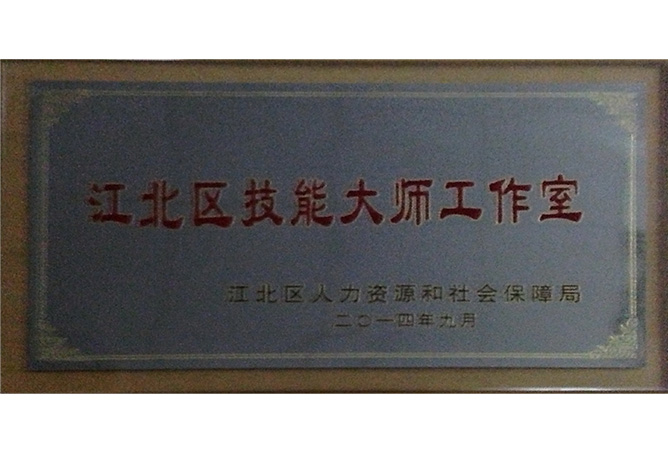 江北区技能大师工作室
江北区人力资源和社会保障局
二〇一四年九月